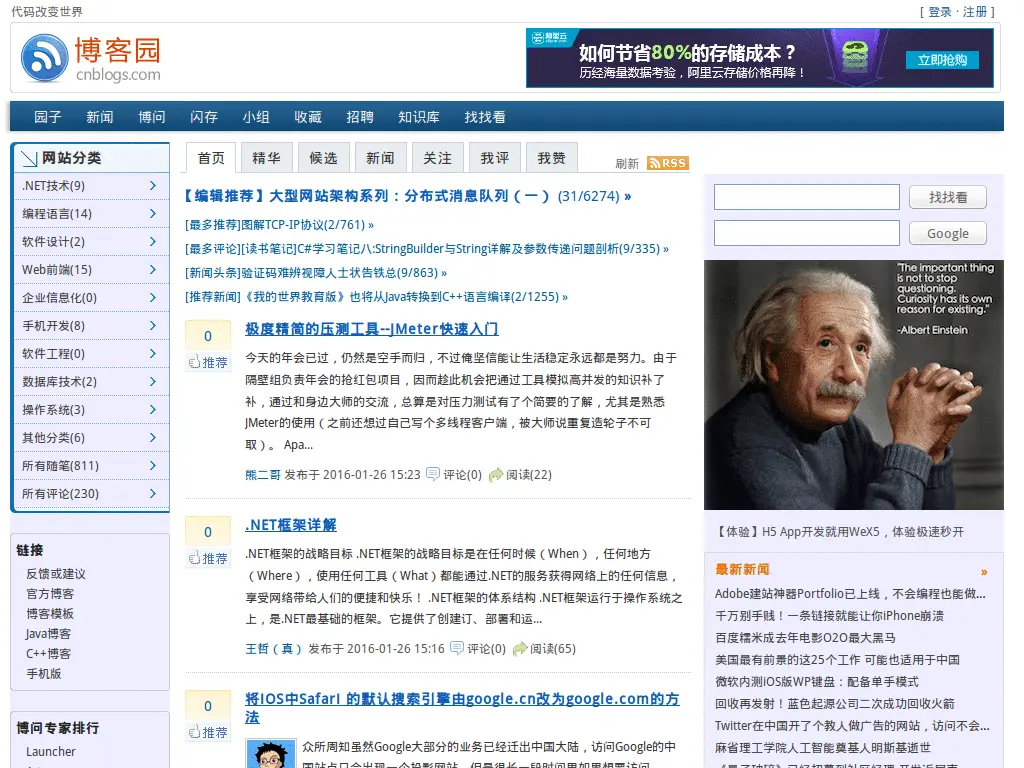 代码改变世界
[ 登录 · 注册 ]
博客园
cnblogs.com
阿里云
如何节省80%的存储成本？
历经海量数据考验，阿里云存储价格再降！
立即抢购
园子 新闻 博问 闪存 小组 收藏 招聘 知识库 找找看
网站分类
.NET技术(9)
编程语言(14)
软件设计(2)
Web前端(15)
企业信息化(0)
手机开发(8)
软件工程(0)
数据库技术(2)
操作系统(3)
其他分类(6)
所有随笔(811)
所有评论(230)
链接
反馈或建议
官方博客
博客模板
Java博客
C++博客
手机版
博问专家排行
Launcher
首页 精华 候选 新闻 关注 我评 我赞
刷新 RSS
【编辑推荐】大型网站架构系列：分布式消息队列（一） (31/6274) »
[最多推荐]图解TCP-IP协议(2/761) »
[最多评论][读书笔记]C#学习笔记八:StringBuilder与String详解及参数传递问题剖析(9/335) »
[新闻头条]验证码难辨视障人士状告铁总(9/863) »
[推荐新闻]《我的世界教育版》也将从Java转换到C++语言编译(2/1255) »
0
推荐
极度精简的压测工具--JMeter快速入门
今天的年会已过，仍然是空手而归，不过俺坚信能让生活稳定永远都是努力。由于
隔壁组负责年会的抢红包项目，因而趁此机会把通过工具模拟高并发的知识补了
补，通过和身边大师的交流，总算是对压力测试有了个简要的了解，尤其是熟悉
JMeter的使用（之前还想过自己写个多线程客户端，被大师说重复造轮子不可
取）。 Apa...
熊二哥 发布于 2016-01-26 15:23 评论(0) 阅读(22)
0
推荐
.NET框架详解
.NET框架的战略目标 .NET框架的战略目标是在任何时候（When），任何地方
（Where），使用任何工具（What）都能通过.NET的服务获得网络上的任何信息，
享受网络带给人们的便捷和快乐！ .NET框架的体系结构 .NET框架运行于操作系统之
上，是.NET最基础的框架。它提供了创建订、部署和运...
王哲（真） 发布于 2016-01-26 15:16 评论(0) 阅读(65)
0
推荐
将IOS中Safari 的默认搜索引擎由google.cn改为google.com的方
法
众所周知虽然Google大部分的业务已经迁出中国大陆，访问Google的中
找找看
Google
"The important thing
is not to stop
questioning.
Curiosity has its own
reason for existing."
-Albert Einstein
【体验】H5 App开发就用WeX5，体验极速秒开
最新新闻 »
Adobe建站神器Portfolio已上线，不会编程也能做...
千万别手贱！一条链接就能让你iPhone崩溃
百度糯米成去年电影O2O最大黑马
美国最有前景的这25个工作 可能也适用于中国
微软内测iOS版WP键盘：配备单手模式
回收再发射！蓝色起源公司二次成功回收火箭
Twitter在中国开了个教人做广告的网站，访问不会...
麻省理工学院人工智能奠基人明斯基逝世